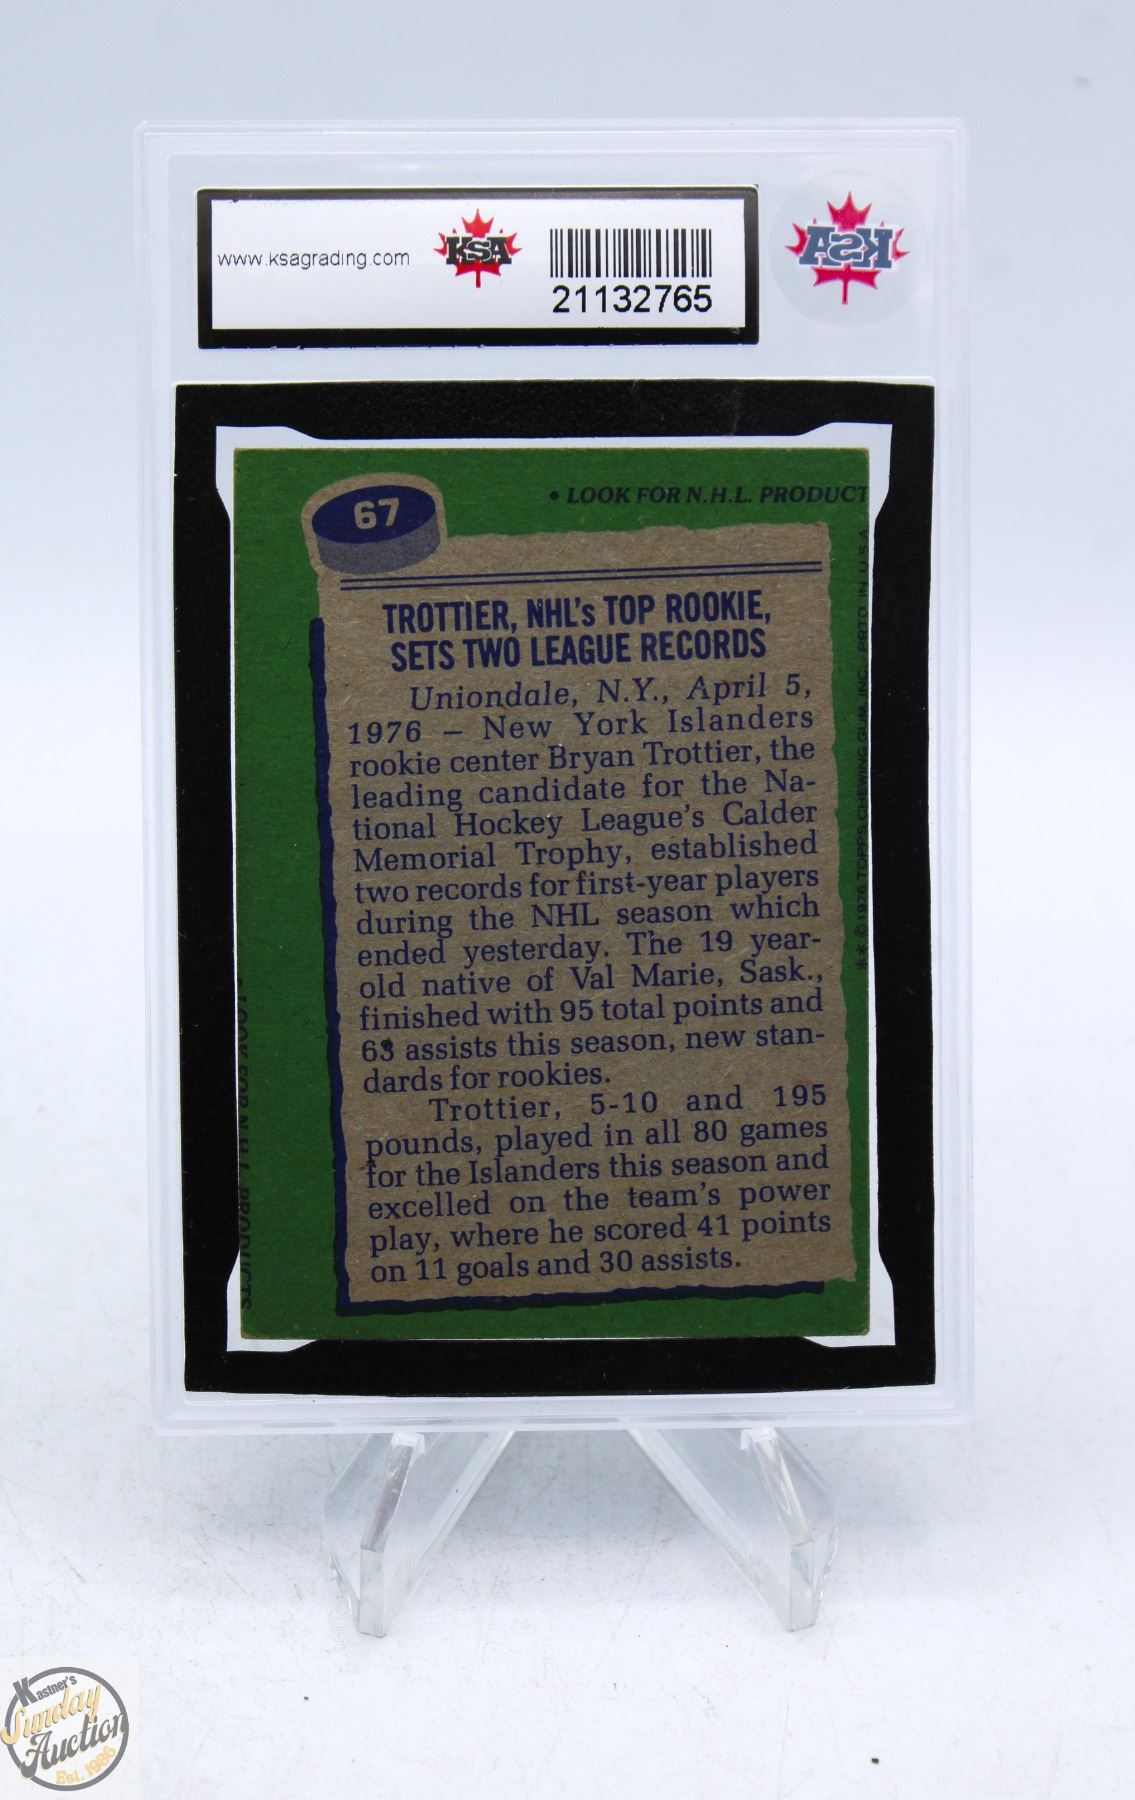 www.ksagrading.com
KSA
21132765
KSA
67
• LOOK FOR N.H.L. PRODUCT
TROTTIER, NHL's TOP ROOKIE,
SETS TWO LEAGUE RECORDS
Uniondale, N.Y., April 5,
1976 – New York Islanders
rookie center Bryan Trottier, the
leading candidate for the Na-
tional Hockey League's Calder
Memorial Trophy, established
two records for first-year players
during the NHL season which
ended yesterday. The 19 year-
old native of Val Marie, Sask.,
finished with 95 total points and
63 assists this season, new stan-
dards for rookies.
Trottier, 5-10 and 195
pounds, played in all 80 games
for the Islanders this season and
excelled on the team's power
play, where he scored 41 points
on 11 goals and 30 assists.
** ©1976 TOPPS CHEWING GUM, INC. PRTD. IN U.S.A.
• LOOK FOR N.H.L. PRODUCTS
Kastner's
Sunday
Auction
Est. 1986